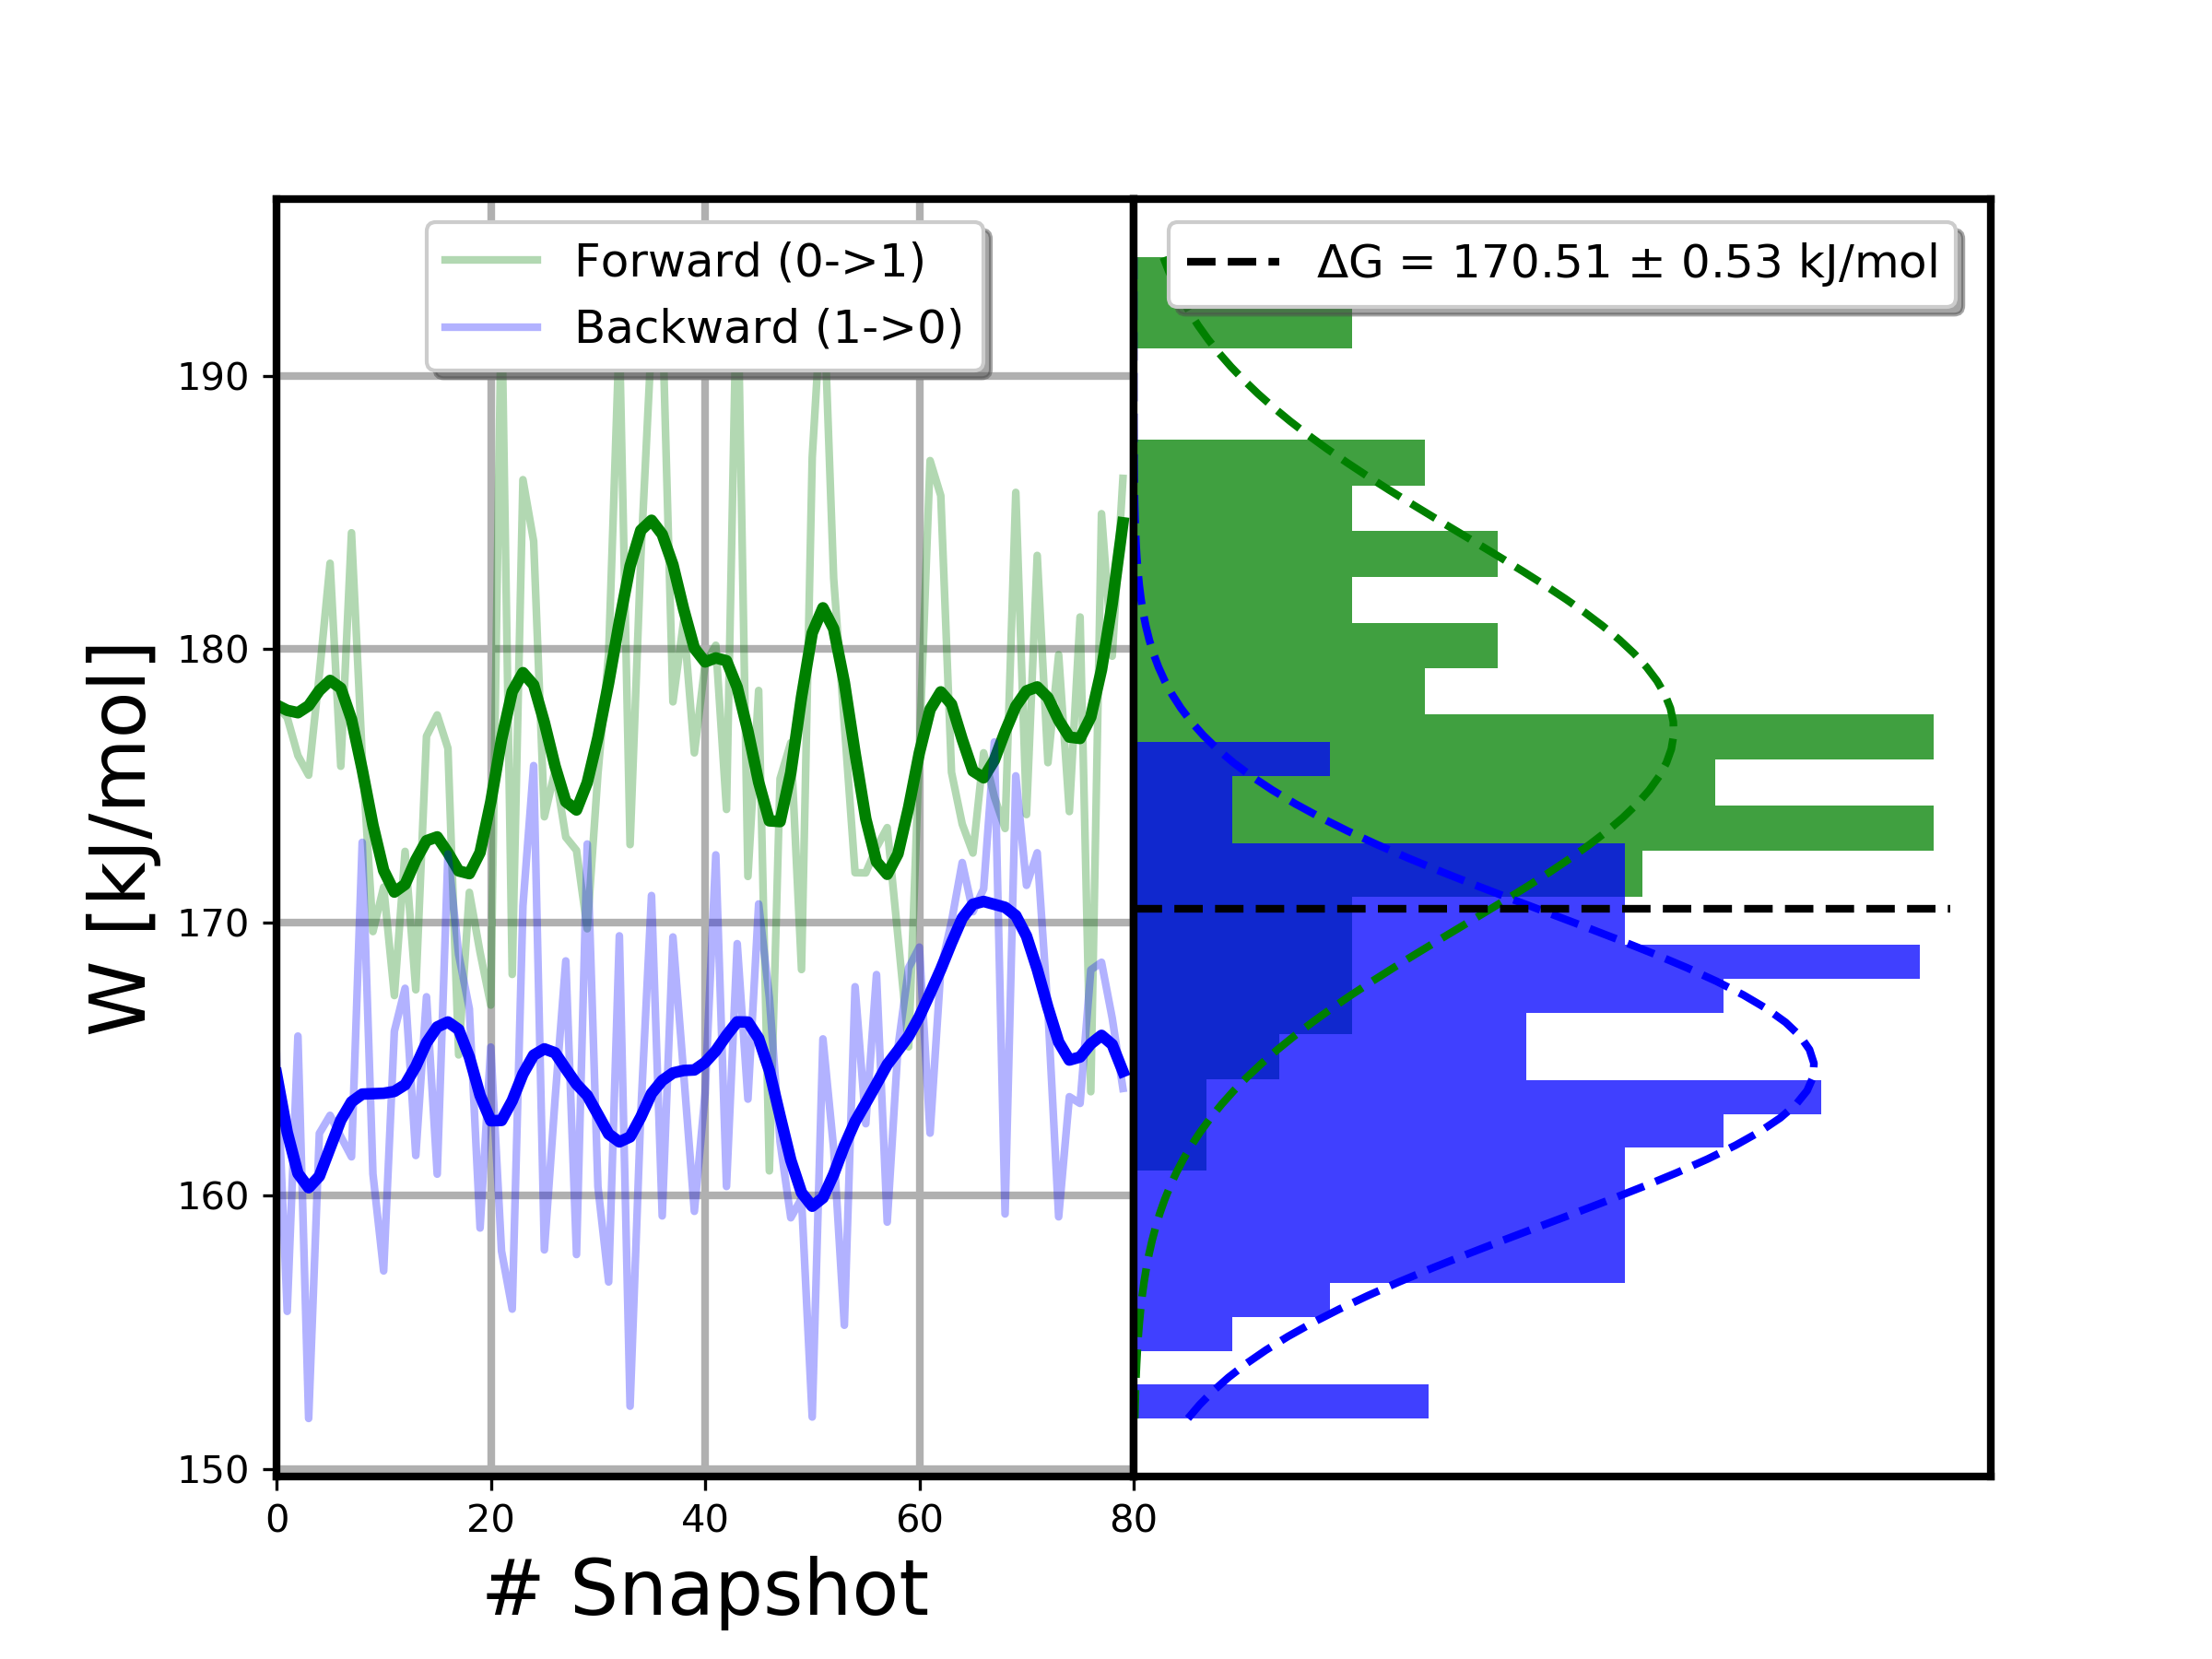 Forward (0->1)
Backward (1->0)
ΔG = 170.51 ± 0.53 kJ/mol
W [kJ/mol]
190
180
170
160
150
0 20 40 60 80
# Snapshot